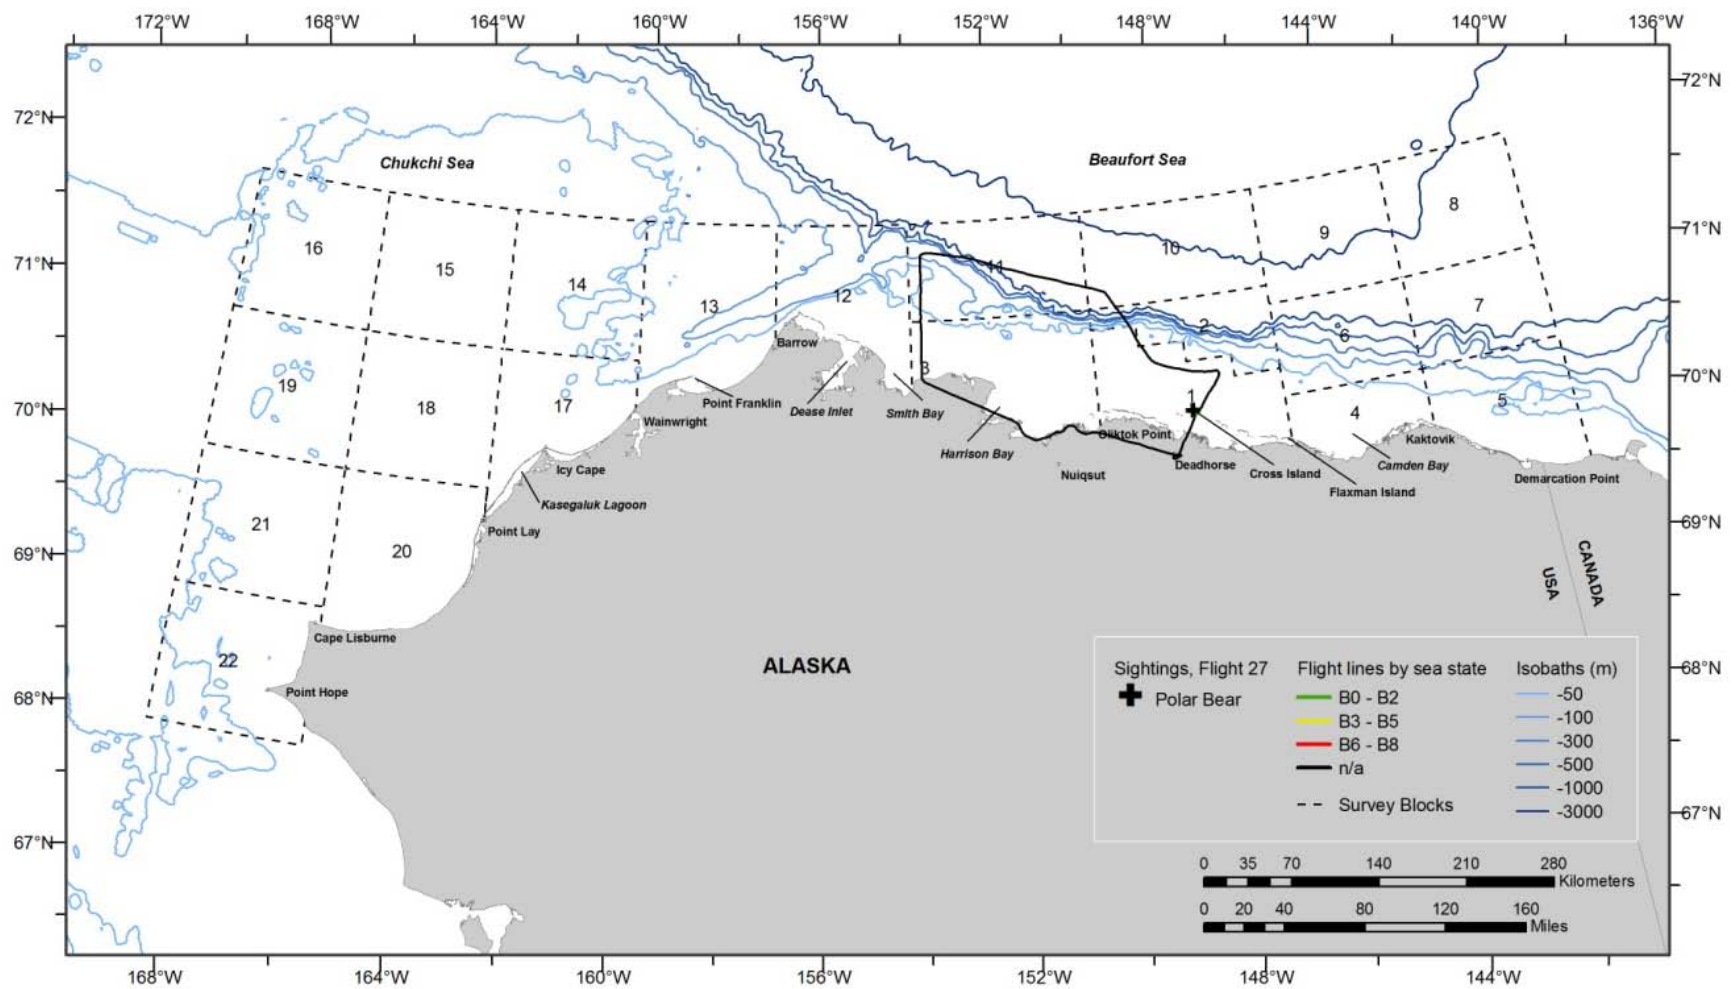 172°W 168°W 164°W 160°W 156°W 152°W 148°W 144°W 140°W 136°W
72°N 72°N
Chukchi Sea Beaufort Sea
8
9
16 10 71°N
71°N 15 11
14
13 12 7
2 6
Barrow
19 3 70°N
18 17 Point Franklin Dease Inlet Smith Bay 1 4 5
70°N
Wainwright Oliktok Point Kaktovik
Harrison Bay Deadhorse Camden Bay
Icy Cape Nuiqsut Cross Island Demarcation Point
Flaxman Island
Kasegaluk Lagoon
21 Point Lay 69°N
69°N 20
USA CANADA
Cape Lisburne
22 ALASKA 68°N
Point Hope
68°N
Sightings, Flight 27
Polar Bear
Flight lines by sea state
B0 - B2
B3 - B5
B6 - B8
n/a
Survey Blocks
Isobaths (m)
-50
-100
-300
-500
-1000
-3000
67°N 67°N
0 35 70 140 210 280
Kilometers
0 20 40 80 120 160
Miles
168°W 164°W 160°W 156°W 152°W 148°W 144°W